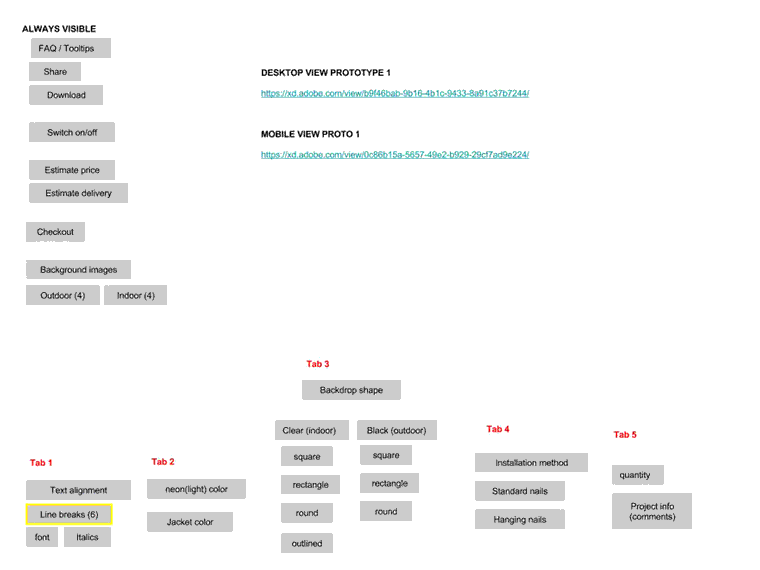 ALWAYS VISIBLE
FAQ / Tooltips
Share
Download
Switch on/off
Estimate price
Estimate delivery
Checkout
Background images
Outdoor (4)
Indoor (4)
DESKTOP VIEW PROTOTYPE 1
https://xd.adobe.com/view/b9f46bab-9b16-4b1c-9433-8a91c37b7244/
MOBILE VIEW PROTO 1
https://xd.adobe.com/view/0c86b15a-5657-49e2-b929-29cf7ad9e224/
Tab 1
Text alignment
Line breaks (6)
font
Italics
Tab 2
neon(light) color
Jacket color
Tab 3
Backdrop shape
Clear (indoor)
square
rectangle
round
outlined
Black (outdoor)
square
rectangle
round
Tab 4
Installation method
Standard nails
Hanging nails
Tab 5
quantity
Project info
(comments)